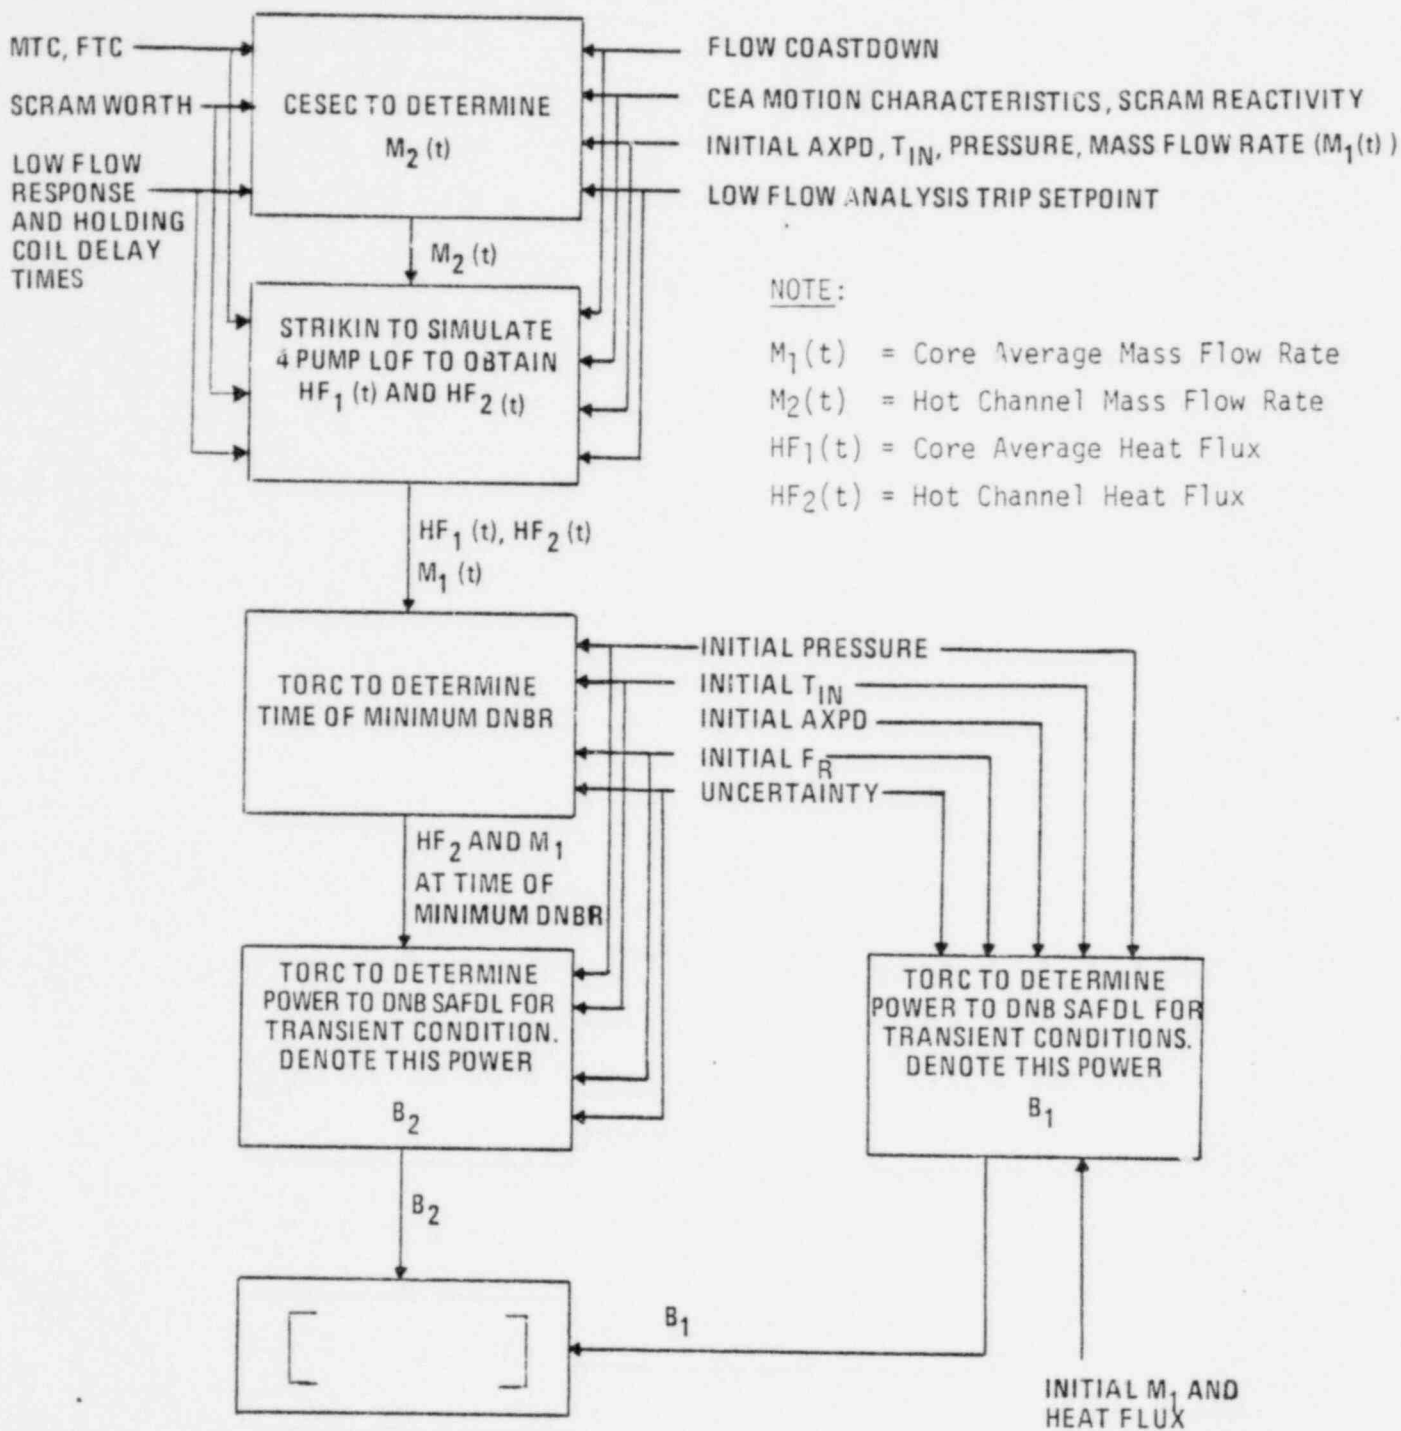 MTC, FTC
SCRAM WORTH
LOW FLOW
RESPONSE
AND HOLDING
COIL DELAY
TIMES
CESEC TO DETERMINE
M2 (t)
FLOW COASTDOWN
CEA MOTION CHARACTERISTICS, SCRAM REACTIVITY
INITIAL AXPD, TIN, PRESSURE, MASS FLOW RATE (M1(t) )
LOW FLOW ANALYSIS TRIP SETPOINT
M2 (t)
STRIKIN TO SIMULATE
4 PUMP LOF TO OBTAIN
HF1 (t) AND HF2 (t)
NOTE:
M1(t) = Core Average Mass Flow Rate
M2(t) = Hot Channel Mass Flow Rate
HF1(t) = Core Average Heat Flux
HF2(t) = Hot Channel Heat Flux
HF1 (t), HF2 (t)
M1 (t)
TORC TO DETERMINE
TIME OF MINIMUM DNBR
INITIAL PRESSURE
INITIAL TIN
INITIAL AXPD
INITIAL FR
UNCERTAINTY
HF2 AND M1
AT TIME OF
MINIMUM DNBR
TORC TO DETERMINE
POWER TO DNB SAFDL FOR
TRANSIENT CONDITION.
DENOTE THIS POWER
B2
TORC TO DETERMINE
POWER TO DNB SAFDL FOR
TRANSIENT CONDITIONS.
DENOTE THIS POWER
B1
B2
B1
INITIAL M1 AND
HEAT FLUX